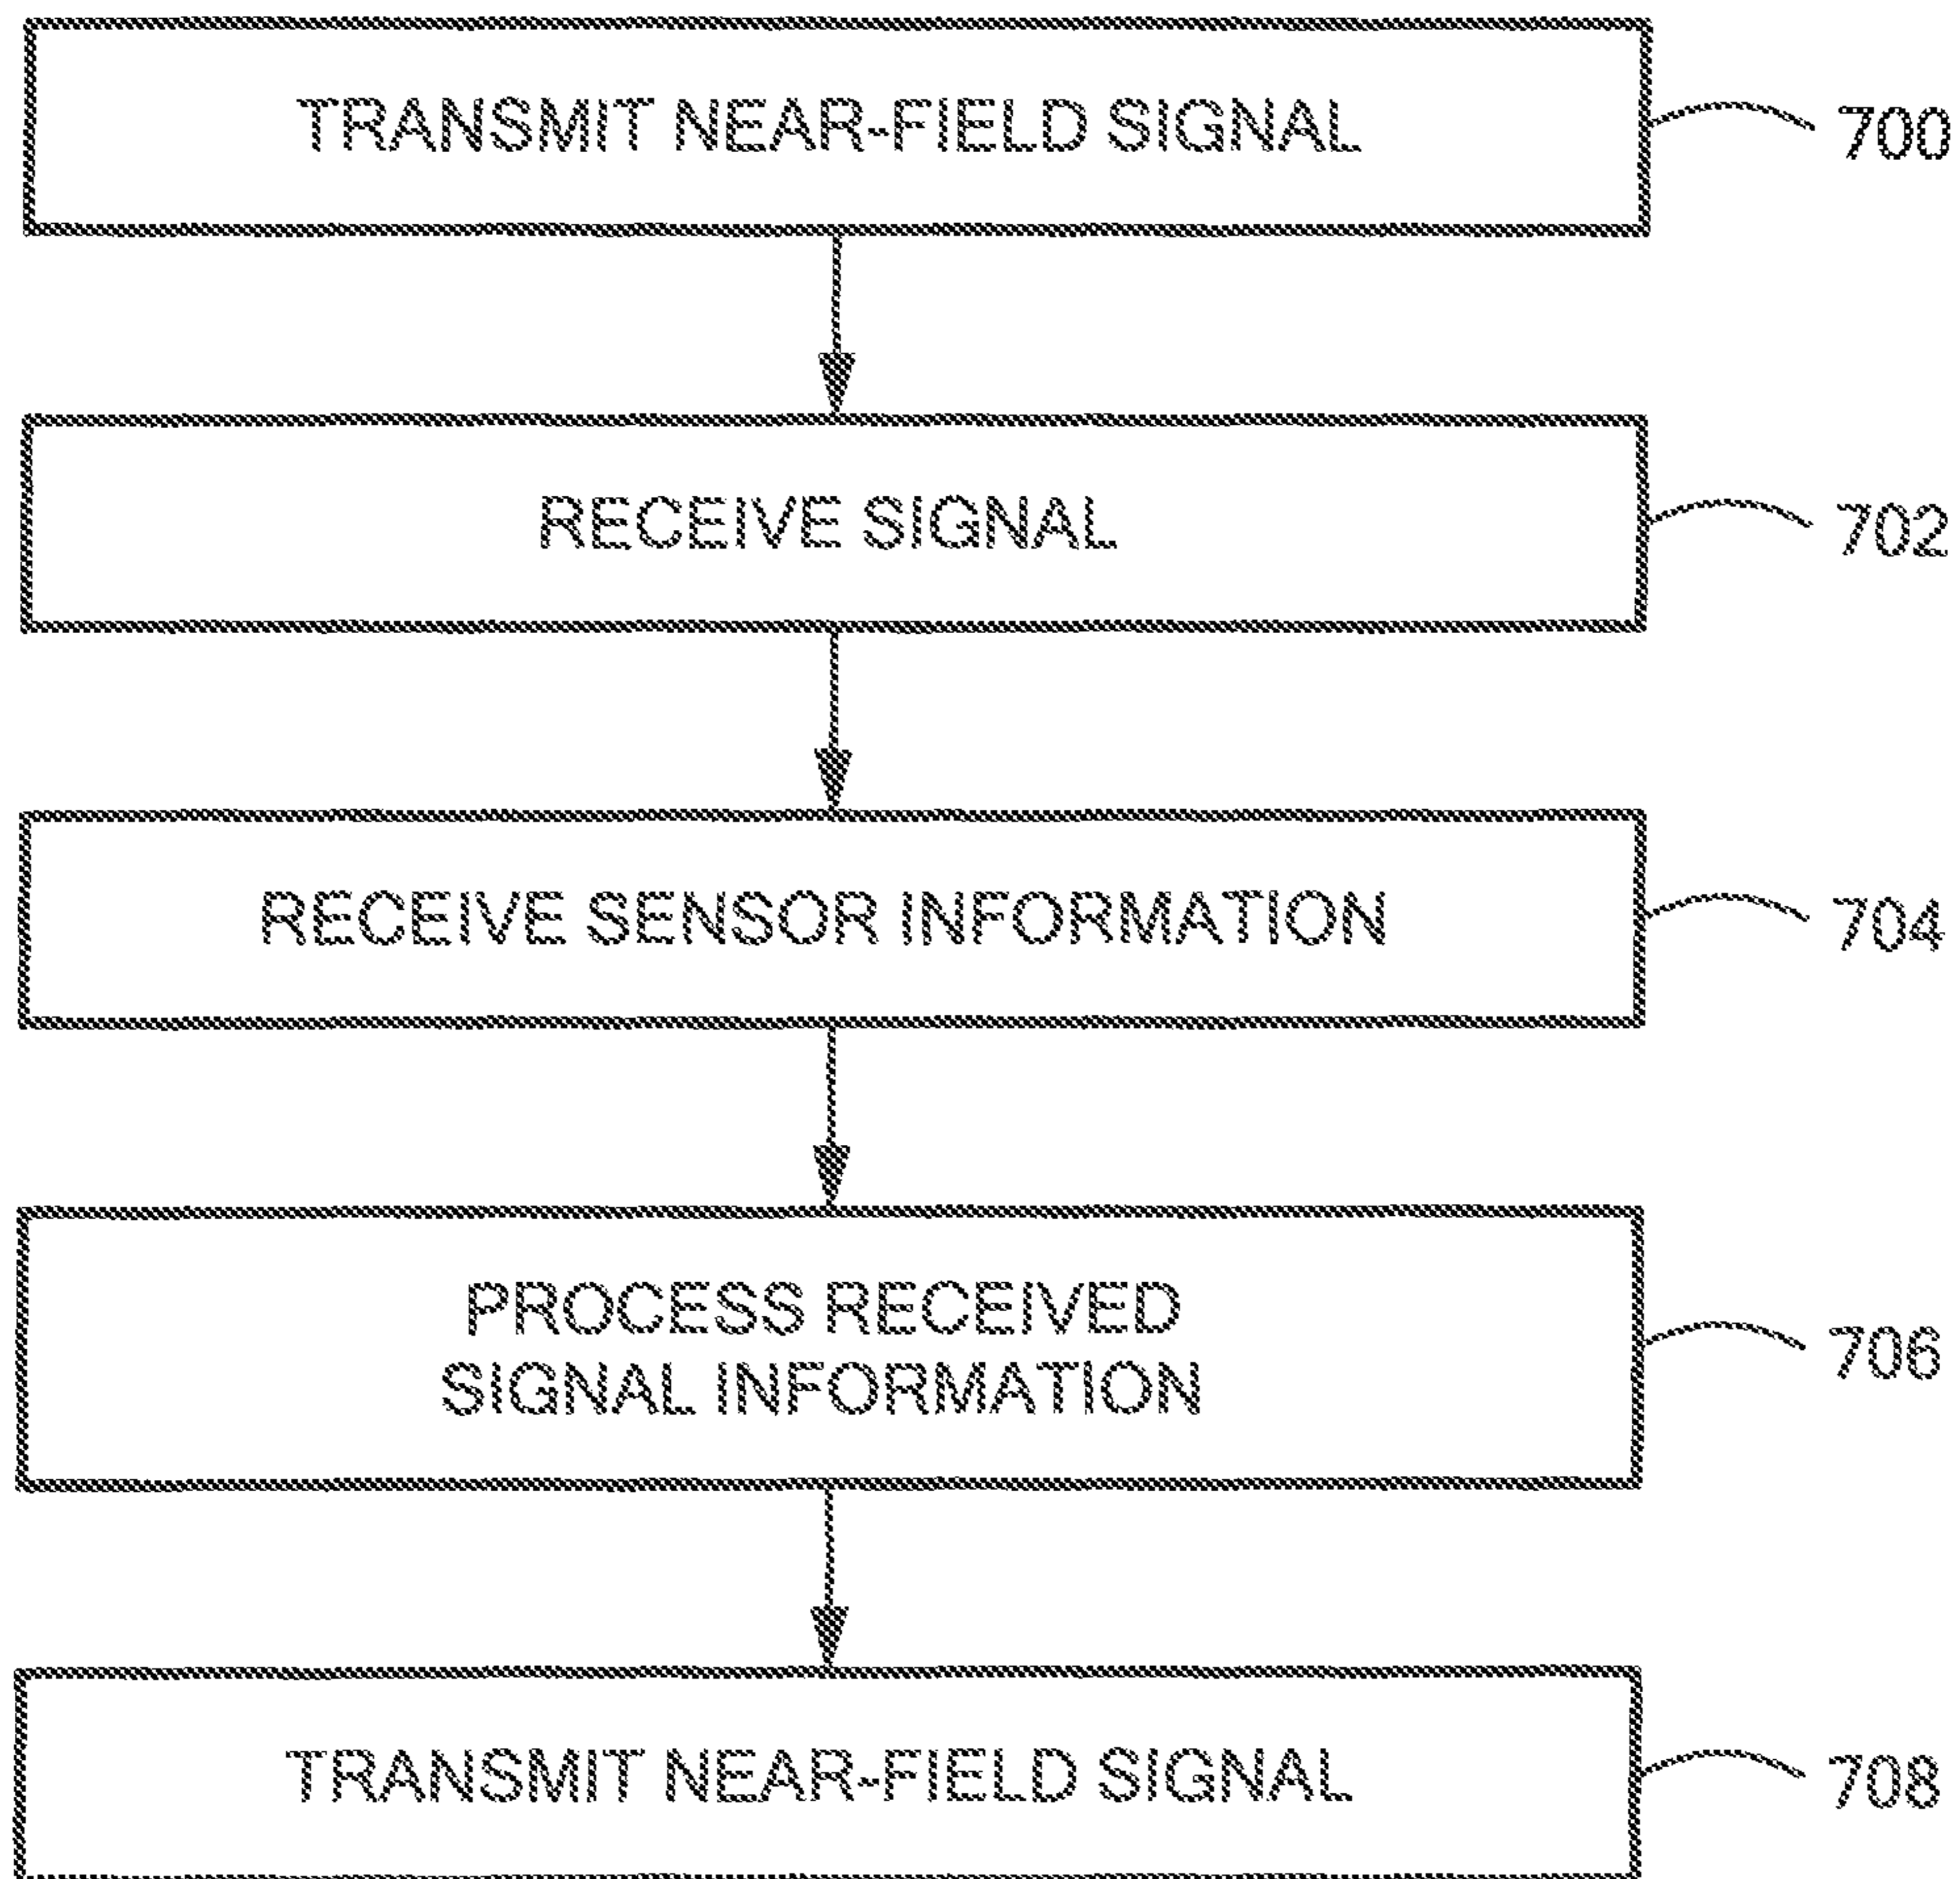 TRANSMIT NEAR-FIELD SIGNAL
700
RECEIVE SIGNAL
702
RECEIVE SENSOR INFORMATION
704
PROCESS RECEIVED
SIGNAL INFORMATION
706
TRANSMIT NEAR-FIELD SIGNAL
708